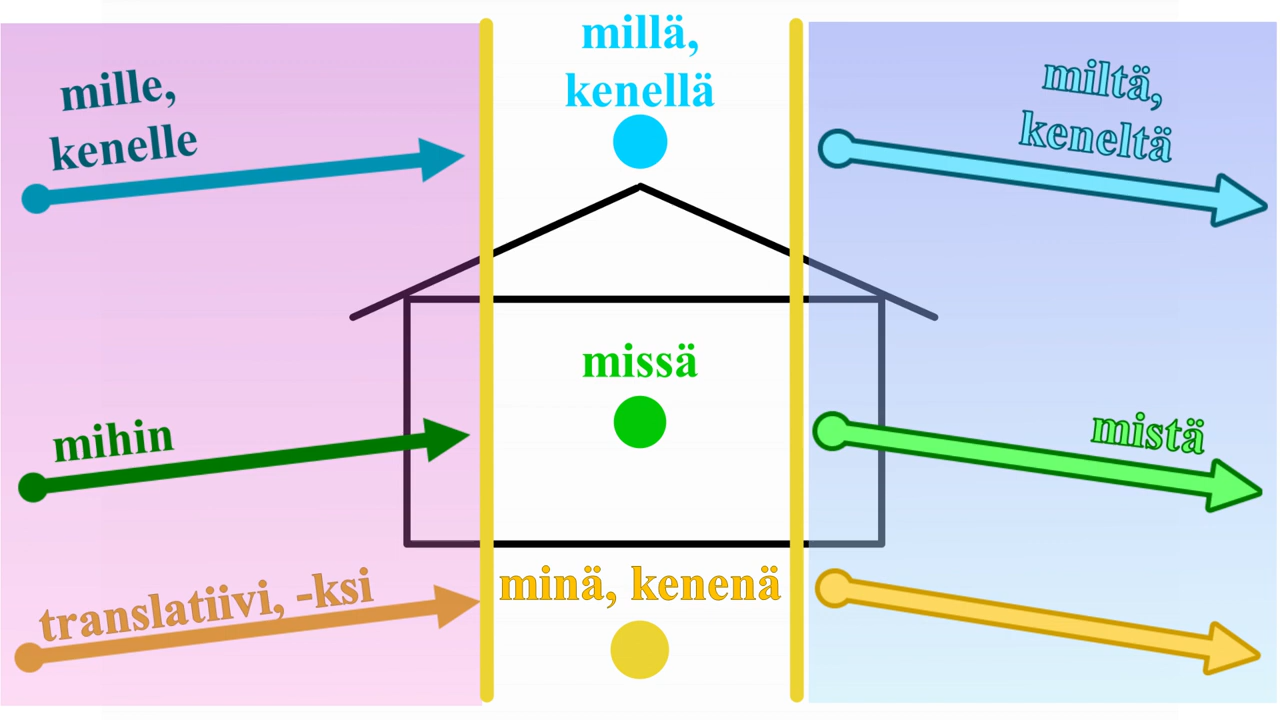 mille,
kenelle
millä,
kenellä
miltä,
keneltä
mihin
missä
mistä
translatiivi, -ksi
minä, kenenä